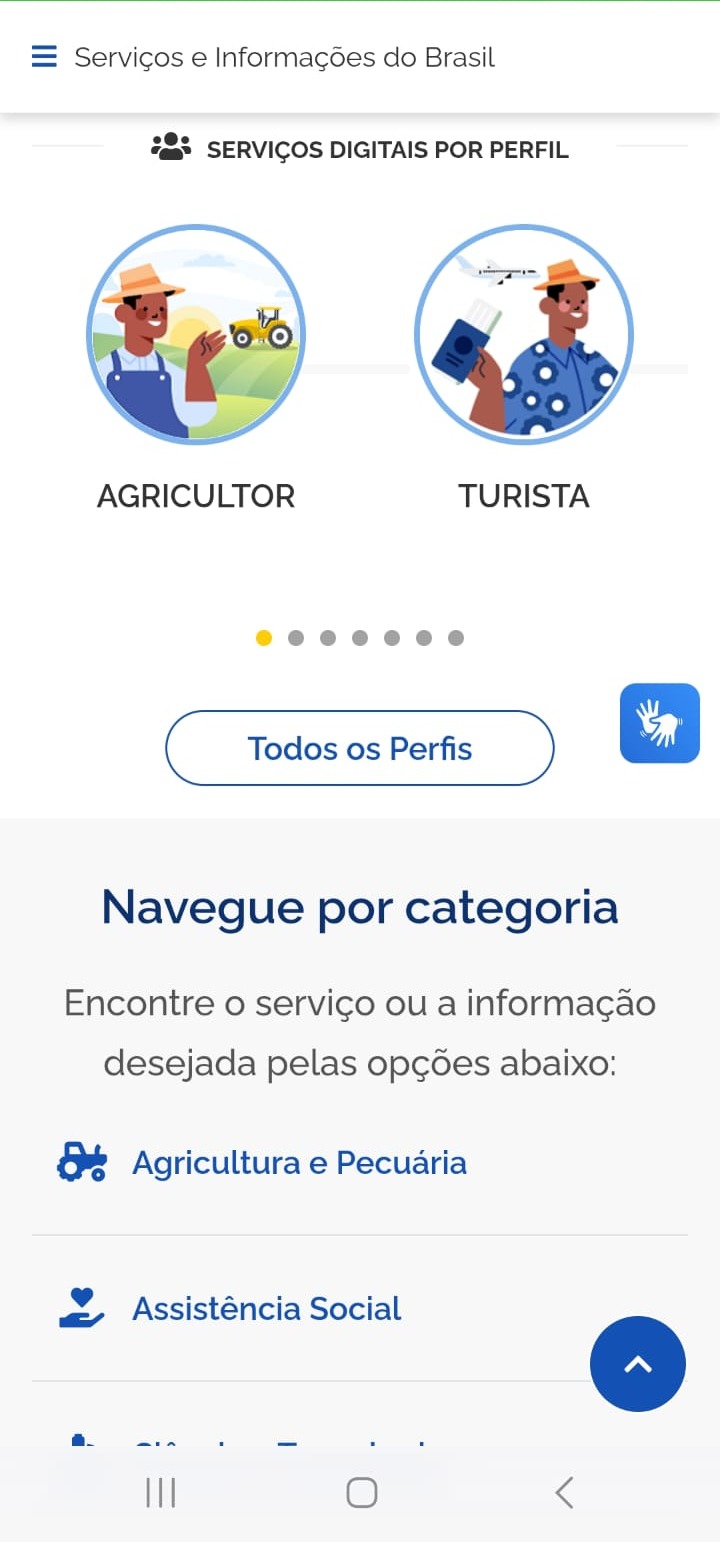 Serviços e Informações do Brasil
SERVIÇOS DIGITAIS POR PERFIL
AGRICULTOR
TURISTA
Todos os Perfis
Navegue por categoria
Encontre o serviço ou a informação
desejada pelas opções abaixo:
Agricultura e Pecuária
Assistência Social